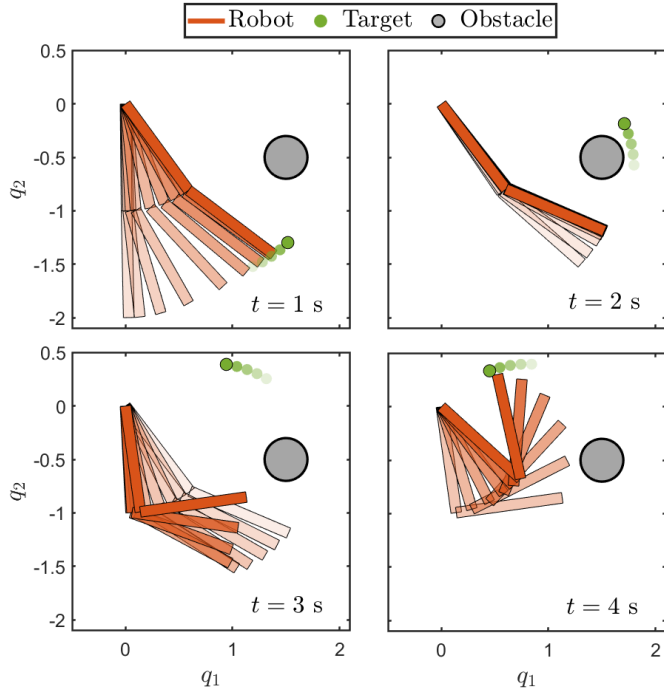 Robot Target Obstacle
0.5
0
-0.5
-1
-1.5
-2
q2
t = 1 s
t = 2 s
0.5
0
-0.5
-1
-1.5
-2
q2
t = 3 s
t = 4 s
0 1 2 0 1 2
q1 q1